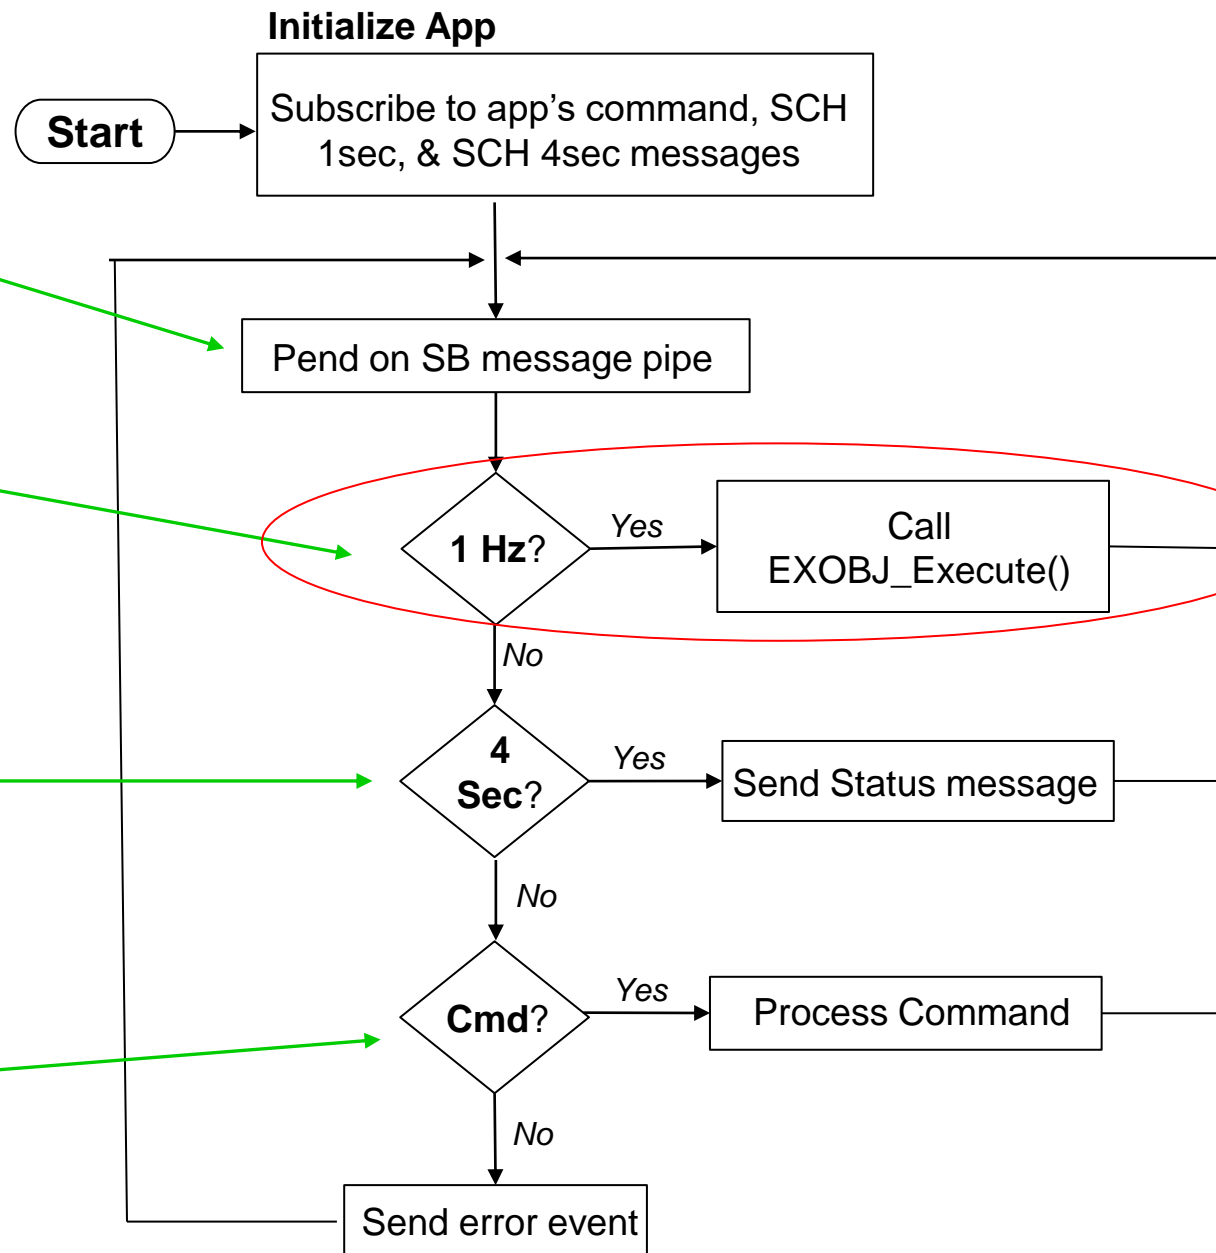 Initialize App
Start
Subscribe to app's command, SCH
1sec, & SCH 4sec messages
Pend on SB message pipe
1 Hz?
Yes
Call
EXOBJ_Execute()
No
4
Sec?
Yes
Send Status message
No
Cmd?
Yes
Process Command
No
Send error event